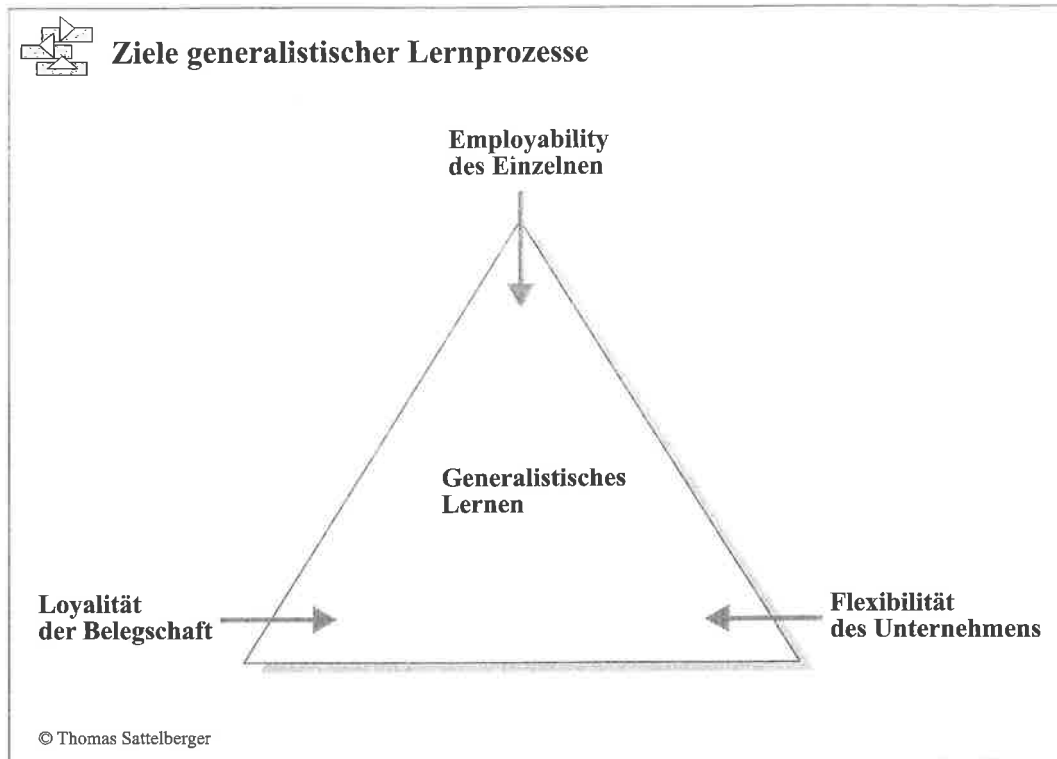 Ziele generalistischer Lernprozesse
Employability
des Einzelnen
Generalistisches
Lernen
Loyalität
der Belegschaft
Flexibilität
des Unternehmens
© Thomas Sattelberger